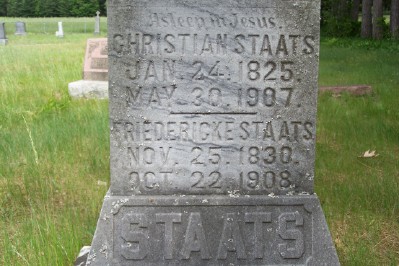 Asleep in Jesus.
CHRISTIAN STAATS
JAN. 24. 1825.
MAY. 30. 1907.
FRIEDERICKE STAATS
NOV. 25. 1830.
OCT. 22. 1908.
STAATS